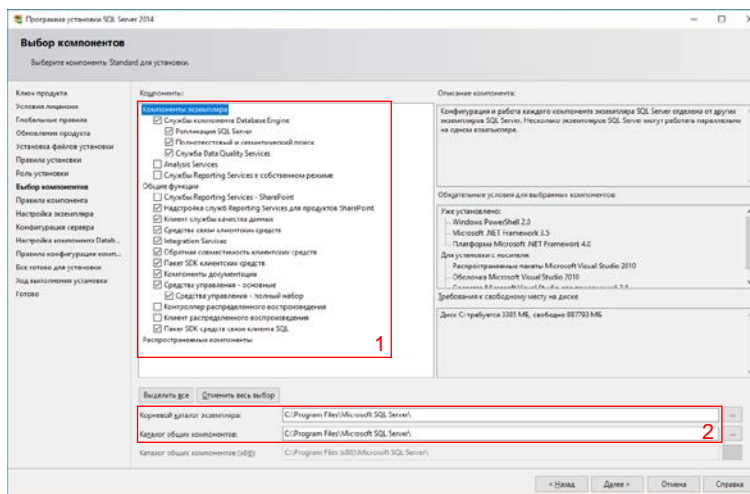 Программа установки SQL Server 2014
Выбор компонентов
Выберите компоненты Standard для установки.
Ключ продукта
Условия лицензии
Глобальные правила
Обновления продукта
Установка файлов установки
Правила установки
Роль установки
Выбор компонентов
Правила компонента
Настройка экземпляра
Конфигурация сервера
Настройка компонента Datab...
Правила конфигурации комп...
Все готово для установки
Ход выполнения установки
Готово
Компоненты:
Компоненты экземпляра
Службы компонента Database Engine
Репликация SQL Server
Полнотекстовый и семантический поиск
Служба Data Quality Services
Analysis Services
Службы Reporting Services в собственном режиме
Общие функции
Службы Reporting Services - SharePoint
Надстройка служб Reporting Services для продуктов SharePoint
Клиент службы качества данных
Средства связи клиентских средств
Integration Services
Обратная совместимость клиентских средств
Пакет SDK клиентских средств
Компоненты документации
Средства управления - основные
Средства управления - полный набор
Контроллер распределенного воспроизведения
Клиент распределенного воспроизведения
Пакет SDK средств связи клиента SQL
Распространяемые компоненты
1
Описание компонента:
Конфигурация и работа каждого компонента экземпляра SQL Server отделена от других
экземпляров SQL Server. Несколько экземпляров SQL Server могут работать параллельно
на одном компьютере.
Обязательные условия для выбранных компонентов:
Уже установлено:
Windows PowerShell 2.0
Microsoft .NET Framework 3.5
Платформа Microsoft .NET Framework 4.0
Для установки с носителя:
Распространяемые пакеты Microsoft Visual Studio 2010
Оболочка Microsoft Visual Studio 2010
Требования к свободному месту на диске
Диск C: требуется 3385 МБ, свободно 887793 МБ
Выделить все
Отменить весь выбор
Корневой каталог экземпляра:
C:\Program Files\Microsoft SQL Server\
...
Каталог общих компонентов:
C:\Program Files\Microsoft SQL Server\
2
...
Каталог общих компонентов (x86):
C:\Program Files (x86)\Microsoft SQL Server\
< Назад
Далее >
Отмена
Справка